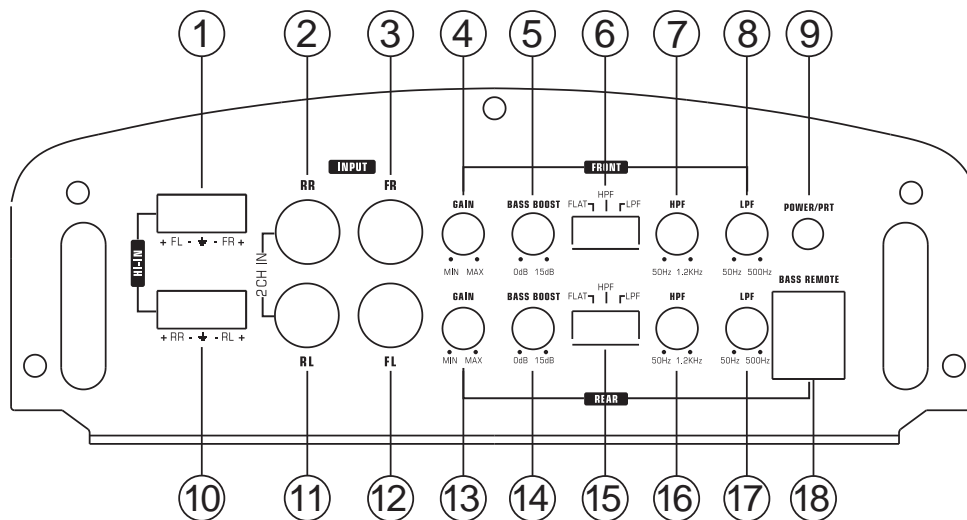 1 2 3 4 5 6 7 8 9
INPUT
FRONT
RR FR
HPF
FLAT LPF
GAIN BASS BOOST HPF LPF POWER/PRT
+ FL - ⏚ - FR +
MIN MAX 0dB 15dB 50Hz 1.2KHz 50Hz 500Hz
HI-IN
2CH IN
BASS REMOTE
HPF
FLAT LPF
GAIN BASS BOOST HPF LPF
+ RR - ⏚ - RL +
MIN MAX 0dB 15dB 50Hz 1.2KHz 50Hz 500Hz
RL FL
REAR
10 11 12 13 14 15 16 17 18